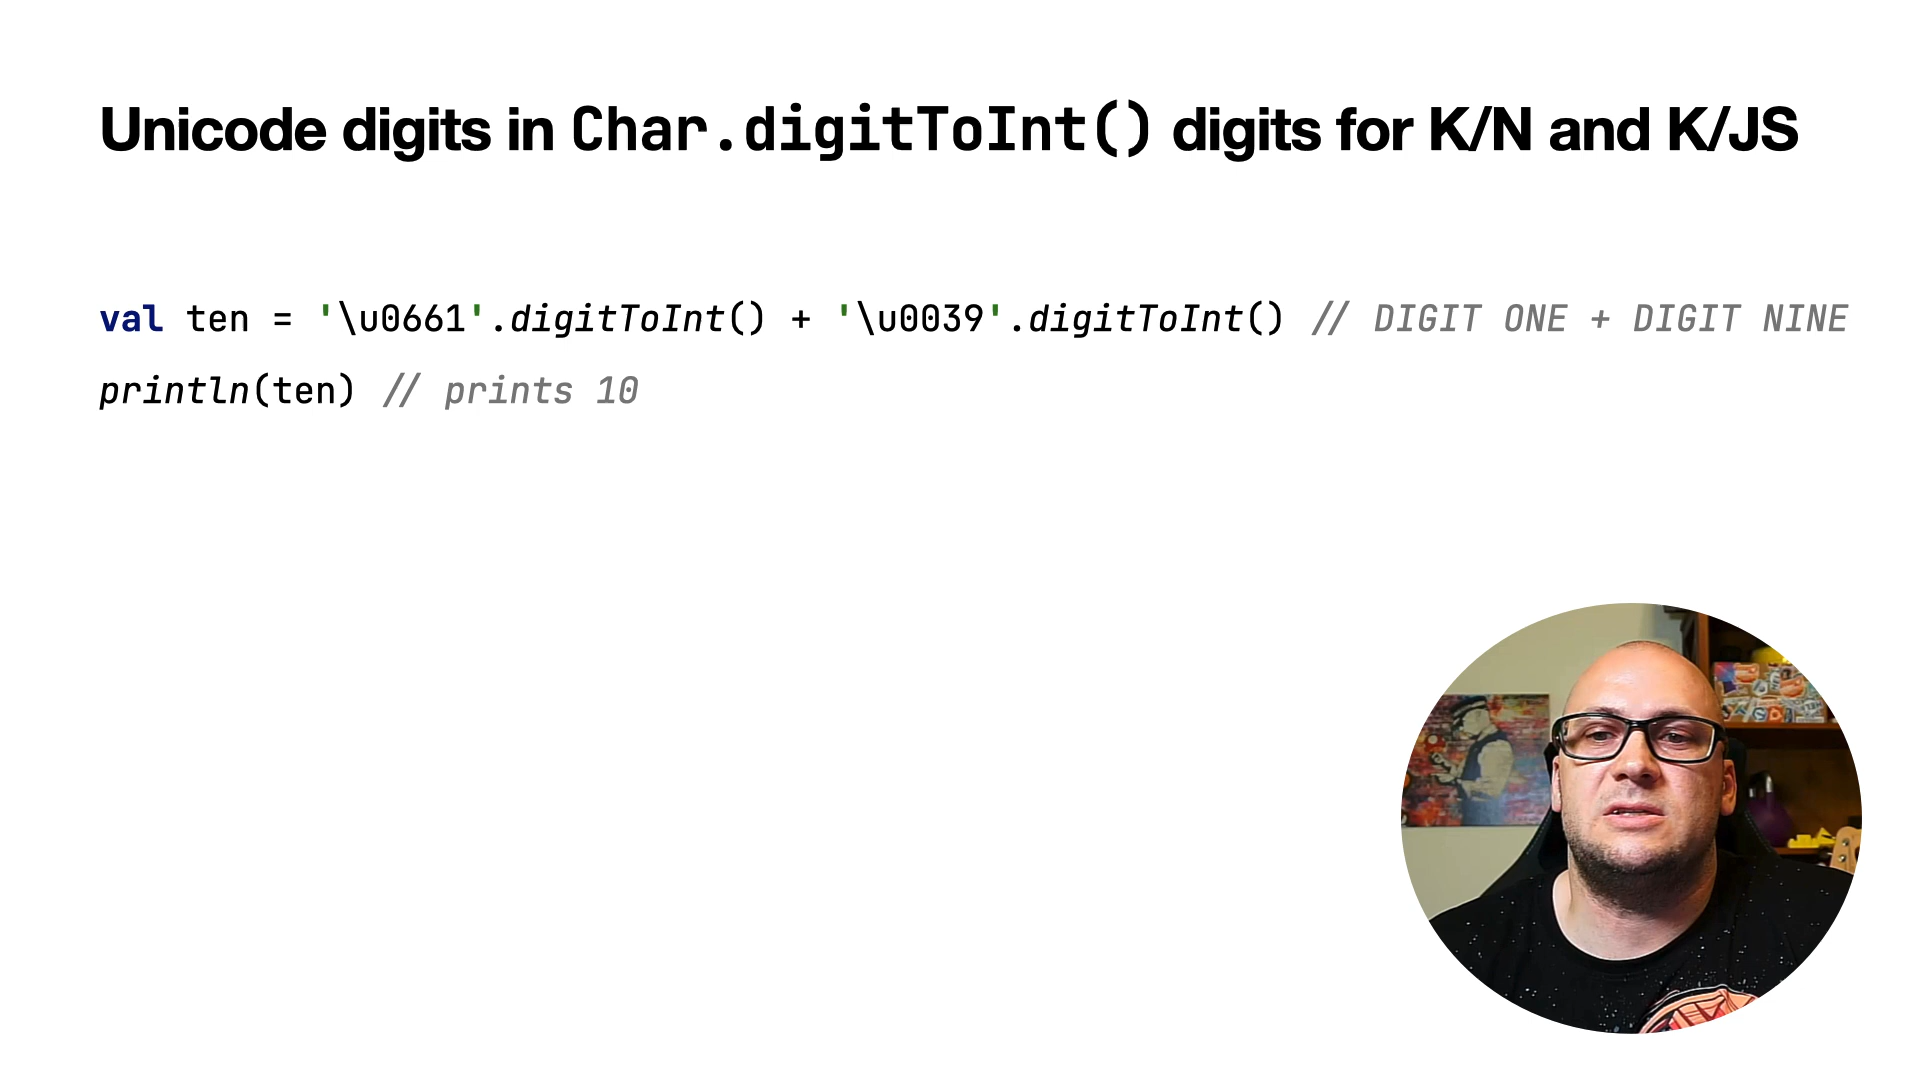 Unicode digits in Char.digitToInt() digits for K/N and K/JS
val ten = '\u0661'.digitToInt() + '\u0039'.digitToInt() // DIGIT ONE + DIGIT NINE
println(ten) // prints 10